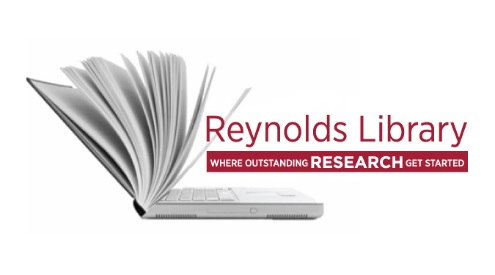 Reynolds Library
WHERE OUTSTANDING RESEARCH GET STARTED